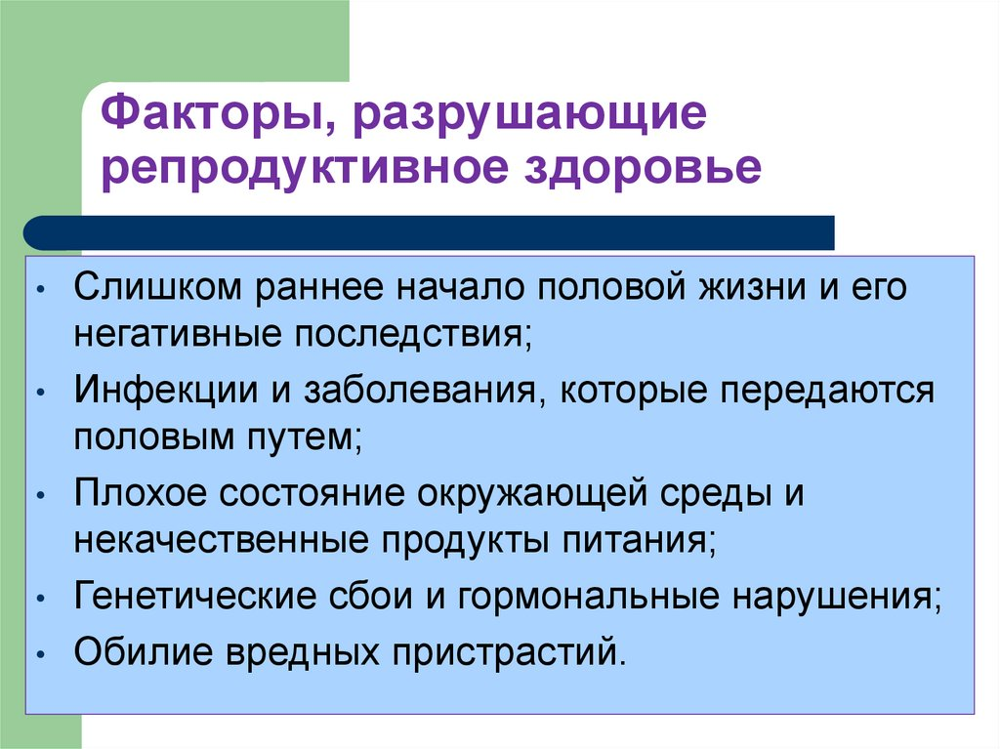 Факторы, разрушающие
репродуктивное здоровье
• Слишком раннее начало половой жизни и его
негативные последствия;
• Инфекции и заболевания, которые передаются
половым путем;
• Плохое состояние окружающей среды и
некачественные продукты питания;
• Генетические сбои и гормональные нарушения;
• Обилие вредных пристрастий.